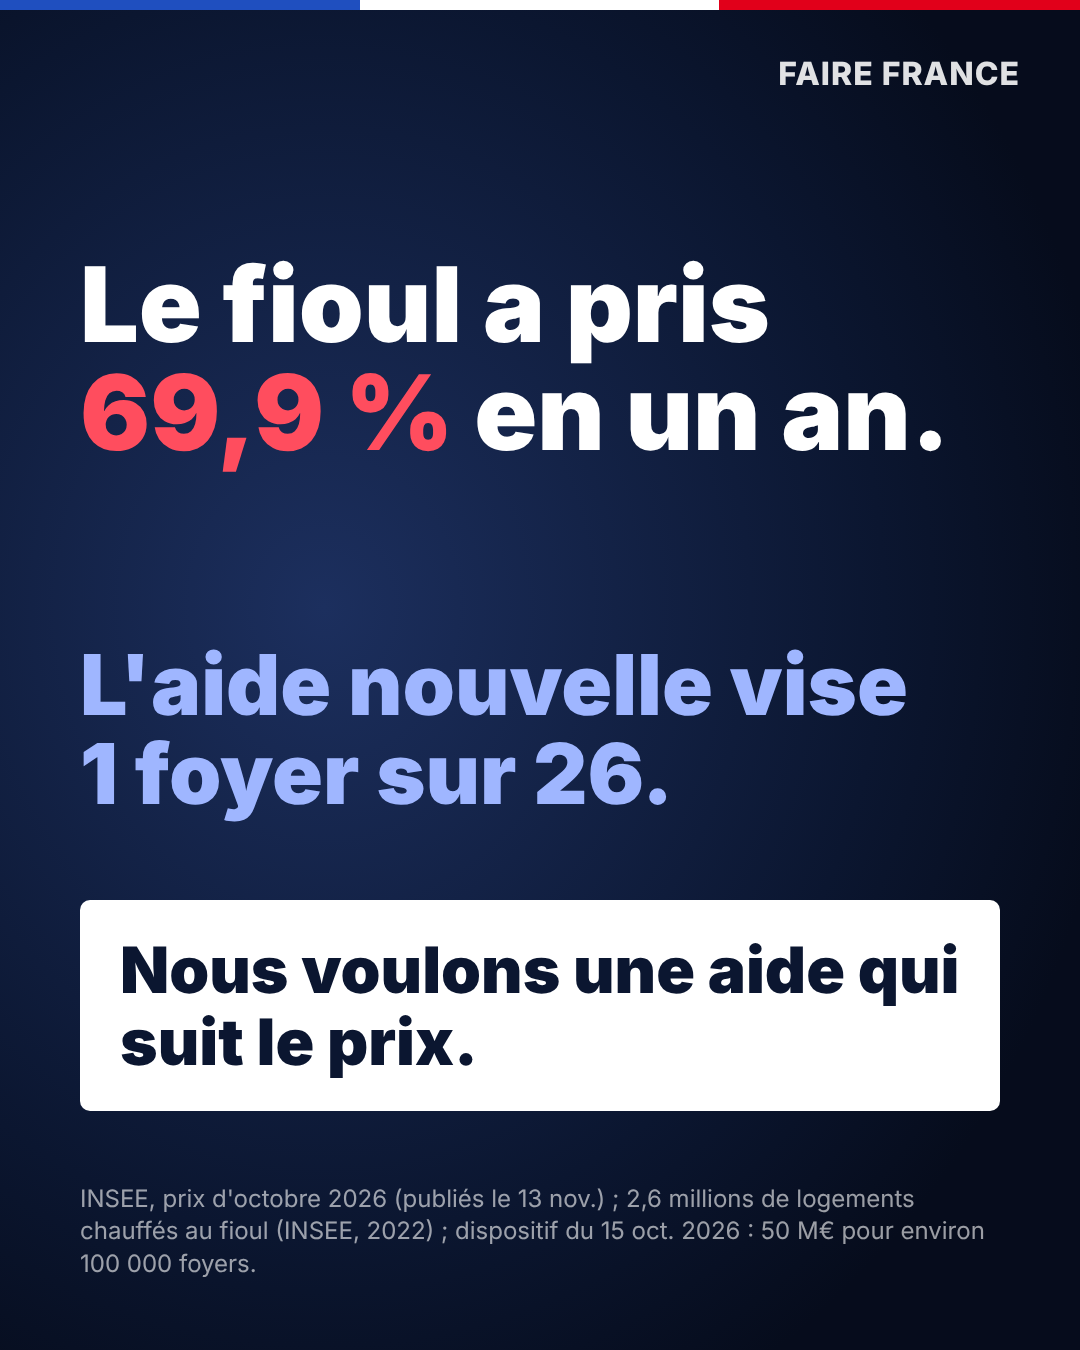 FAIRE FRANCE
Le fioul a pris
69,9 % en un an.
L'aide nouvelle vise
1 foyer sur 26.
Nous voulons une aide qui
suit le prix.
INSEE, prix d'octobre 2026 (publiés le 13 nov.) ; 2,6 millions de logements
chauffés au fioul (INSEE, 2022) ; dispositif du 15 oct. 2026 : 50 M€ pour environ
100 000 foyers.